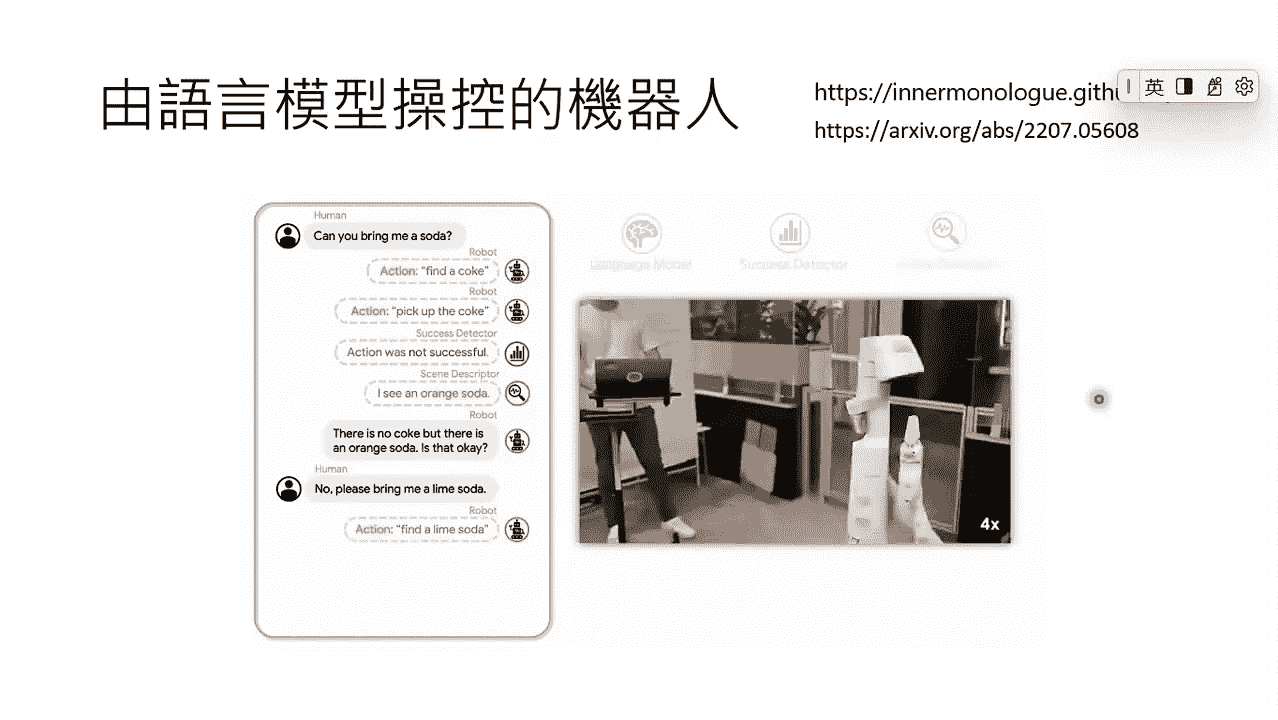 由語言模型操控的機器人
https://innermonologue.githu
https://arxiv.org/abs/2207.05608
英
Human
Can you bring me a soda?
Robot
Action: “find a coke”
Robot
Action: “pick up the coke”
Success Detector
Action was not successful.
Scene Descriptor
I see an orange soda.
Robot
There is no coke but there is
an orange soda. Is that okay?
Human
No, please bring me a lime soda.
Robot
Action: “find a lime soda”
Language Model
Success Detector
4x